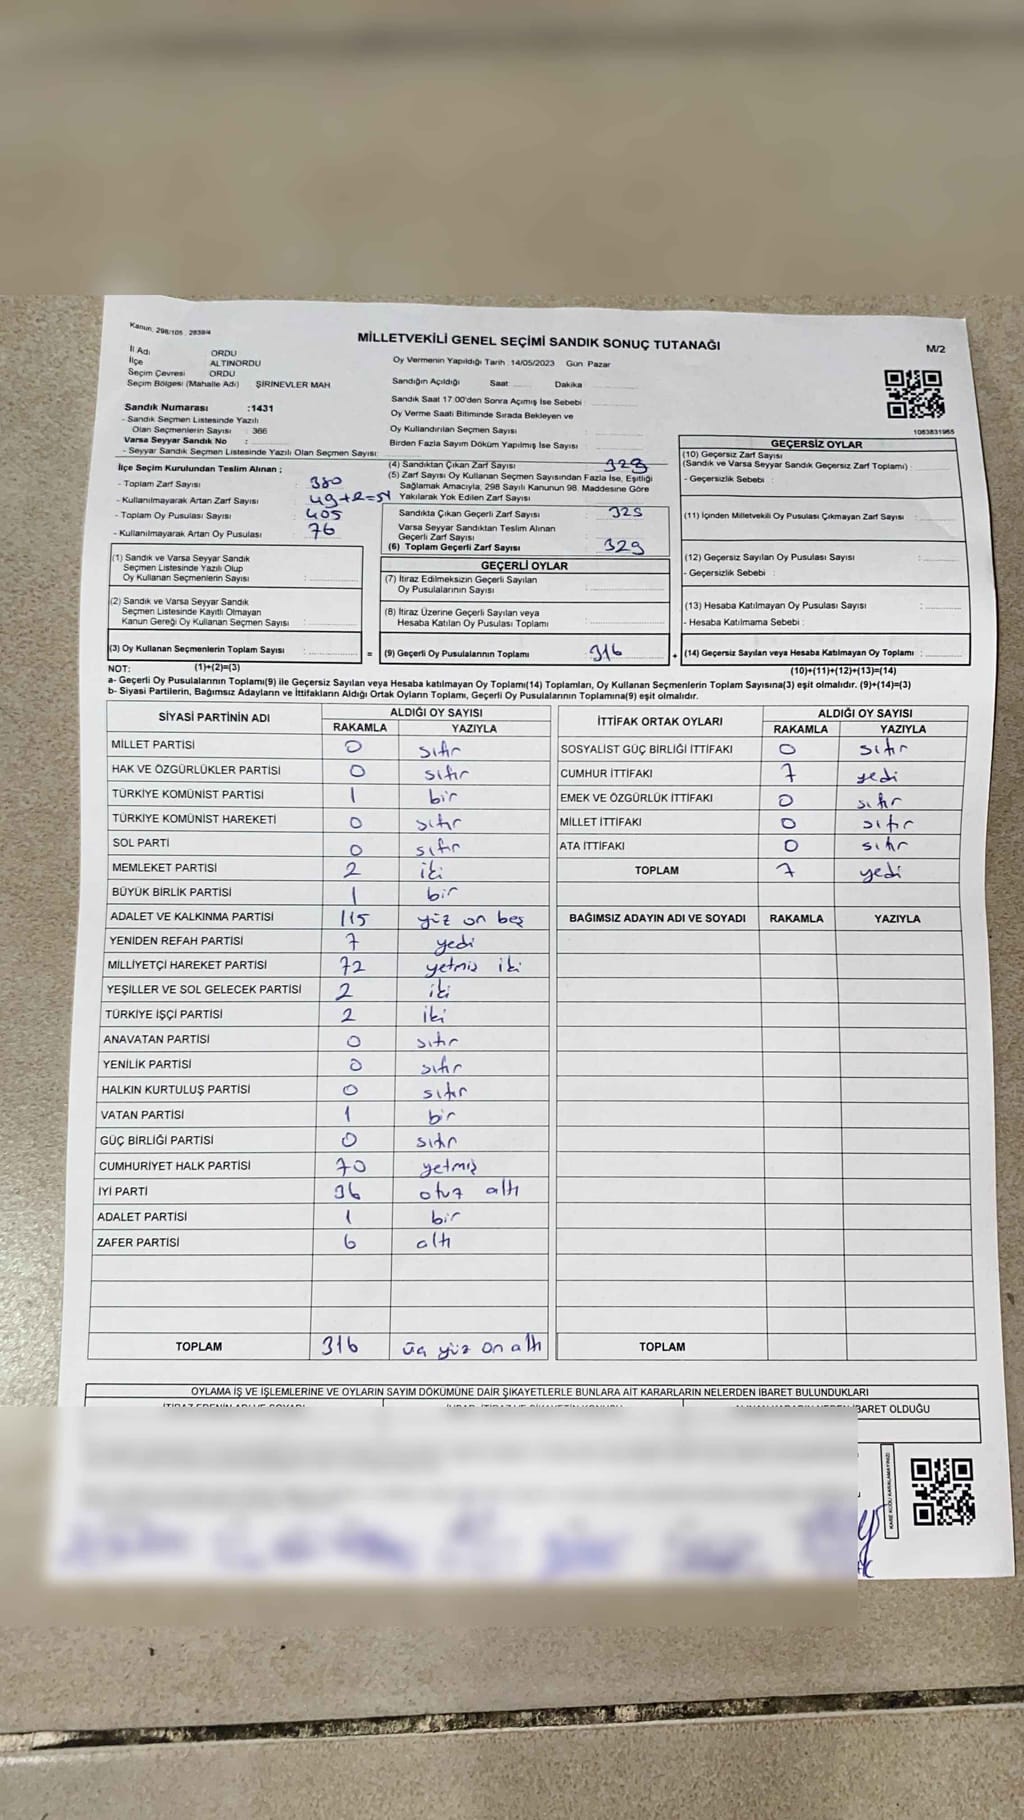 Kanun, 298/105 , 2839/4
MİLLETVEKİLİ GENEL SEÇİMİ SANDIK SONUÇ TUTANAĞI
M/2
İl Adı ORDU
İlçe ALTINORDU
Seçim Çevresi ORDU
Seçim Bölgesi (Mahalle Adı) ŞİRİNEVLER MAH.
Sandık Numarası :1431
- Sandık Seçmen Listesinde Yazılı
Olan Seçmenlerin Sayısı : 366
Varsa Seyyar Sandık No :
- Seyyar Sandık Seçmen Listesinde Yazılı Olan Seçmen Sayısı:
Oy Vermenin Yapıldığı Tarih 14/05/2023 Gün Pazar
Sandığın Açıldığı Saat Dakika
Sandık Saat 17.00'den Sonra Açımış İse Sebebi :
Oy Verme Saati Bitiminde Sırada Bekleyen ve
Oy Kullandırılan Seçmen Sayısı :
Birden Fazla Sayım Döküm Yapılmış İse Sayısı
1063831965
İlçe Seçim Kurulundan Teslim Alınan ;
- Toplam Zarf Sayısı : 380
- Kullanılmayarak Artan Zarf Sayısı : 49+2=51
- Toplam Oy Pusulası Sayısı : 405
- Kullanılmayarak Artan Oy Pusulası : 76
(1) Sandık ve Varsa Seyyar Sandık
Seçmen Listesinde Yazılı Olup
Oy Kullanan Seçmenlerin Sayısı :
(2) Sandık ve Varsa Seyyar Sandık
Seçmen Listesinde Kayıtlı Olmayan
Kanun Gereği Oy Kullanan Seçmen Sayısı :
(3) Oy Kullanan Seçmenlerin Toplam Sayısı :
(4) Sandıktan Çıkan Zarf Sayısı 329
(5) Zarf Sayısı Oy Kullanan Seçmen Sayısından Fazla İse, Eşitliği
Sağlamak Amacıyla, 298 Sayılı Kanunun 98. Maddesine Göre
Yakılarak Yok Edilen Zarf Sayısı
Sandıkta Çıkan Geçerli Zarf Sayısı : 329
Varsa Seyyar Sandıktan Teslim Alınan
Geçerli Zarf Sayısı :
(6) Toplam Geçerli Zarf Sayısı 329
GEÇERLİ OYLAR
(7) İtiraz Edilmeksizin Geçerli Sayılan
Oy Pusulalarının Sayısı :
(8) İtiraz Üzerine Geçerli Sayılan veya
Hesaba Katılan Oy Pusulası Toplamı :
= (9) Geçerli Oy Pusulalarının Toplamı : 316 +
GEÇERSİZ OYLAR
(10) Geçersiz Zarf Sayısı
(Sandık ve Varsa Seyyar Sandık Geçersiz Zarf Toplamı) :
- Geçersizlik Sebebi :
(11) İçinden Milletvekili Oy Pusulası Çıkmayan Zarf Sayısı :
(12) Geçersiz Sayılan Oy Pusulası Sayısı :
- Geçersizlik Sebebi :
(13) Hesaba Katılmayan Oy Pusulası Sayısı :
- Hesaba Katılmama Sebebi :
(14) Geçersiz Sayılan veya Hesaba Katılmayan Oy Toplamı :
NOT: (1)+(2)=(3) (10)+(11)+(12)+(13)=(14)
a- Geçerli Oy Pusulalarının Toplamı(9) ile Geçersiz Sayılan veya Hesaba katılmayan Oy Toplamı(14) Toplamları, Oy Kullanan Seçmenlerin Toplam Sayısına(3) eşit olmalıdır. (9)+(14)=(3)
b- Siyasi Partilerin, Bağımsız Adayların ve İttifakların Aldığı Ortak Oyların Toplamı, Geçerli Oy Pusulalarının Toplamına(9) eşit olmalıdır.
SİYASİ PARTİNİN ADI ALDIĞI OY SAYISI
RAKAMLA YAZIYLA
MİLLET PARTİSİ 0 sıfır
HAK VE ÖZGÜRLÜKLER PARTİSİ 0 sıfır
TÜRKİYE KOMÜNİST PARTİSİ 1 bir
TÜRKİYE KOMÜNİST HAREKETİ 0 sıfır
SOL PARTİ 0 sıfır
MEMLEKET PARTİSİ 2 iki
BÜYÜK BİRLİK PARTİSİ 1 bir
ADALET VE KALKINMA PARTİSİ 115 yüz on beş
YENİDEN REFAH PARTİSİ 7 yedi
MİLLİYETÇİ HAREKET PARTİSİ 72 yetmiş iki
YEŞİLLER VE SOL GELECEK PARTİSİ 2 iki
TÜRKİYE İŞÇİ PARTİSİ 2 iki
ANAVATAN PARTİSİ 0 sıfır
YENİLİK PARTİSİ 0 sıfır
HALKIN KURTULUŞ PARTİSİ 0 sıfır
VATAN PARTİSİ 1 bir
GÜÇ BİRLİĞİ PARTİSİ 0 sıfır
CUMHURİYET HALK PARTİSİ 70 yetmiş
İYİ PARTİ 36 otuz altı
ADALET PARTİSİ 1 bir
ZAFER PARTİSİ 6 altı
TOPLAM 316 üç yüz on altı
İTTİFAK ORTAK OYLARI ALDIĞI OY SAYISI
RAKAMLA YAZIYLA
SOSYALİST GÜÇ BİRLİĞİ İTTİFAKI 0 sıfır
CUMHUR İTTİFAKI 7 yedi
EMEK VE ÖZGÜRLÜK İTTİFAKI 0 sıfır
MİLLET İTTİFAKI 0 sıfır
ATA İTTİFAKI 0 sıfır
TOPLAM 7 yedi
BAĞIMSIZ ADAYIN ADI VE SOYADI RAKAMLA YAZIYLA
TOPLAM
OYLAMA İŞ VE İŞLEMLERİNE VE OYLARIN SAYIM DÖKÜMÜNE DAİR ŞİKAYETLERLE BUNLARA AİT KARARLARIN NELERDEN İBARET BULUNDUKLARI
İBARET OLDUĞU